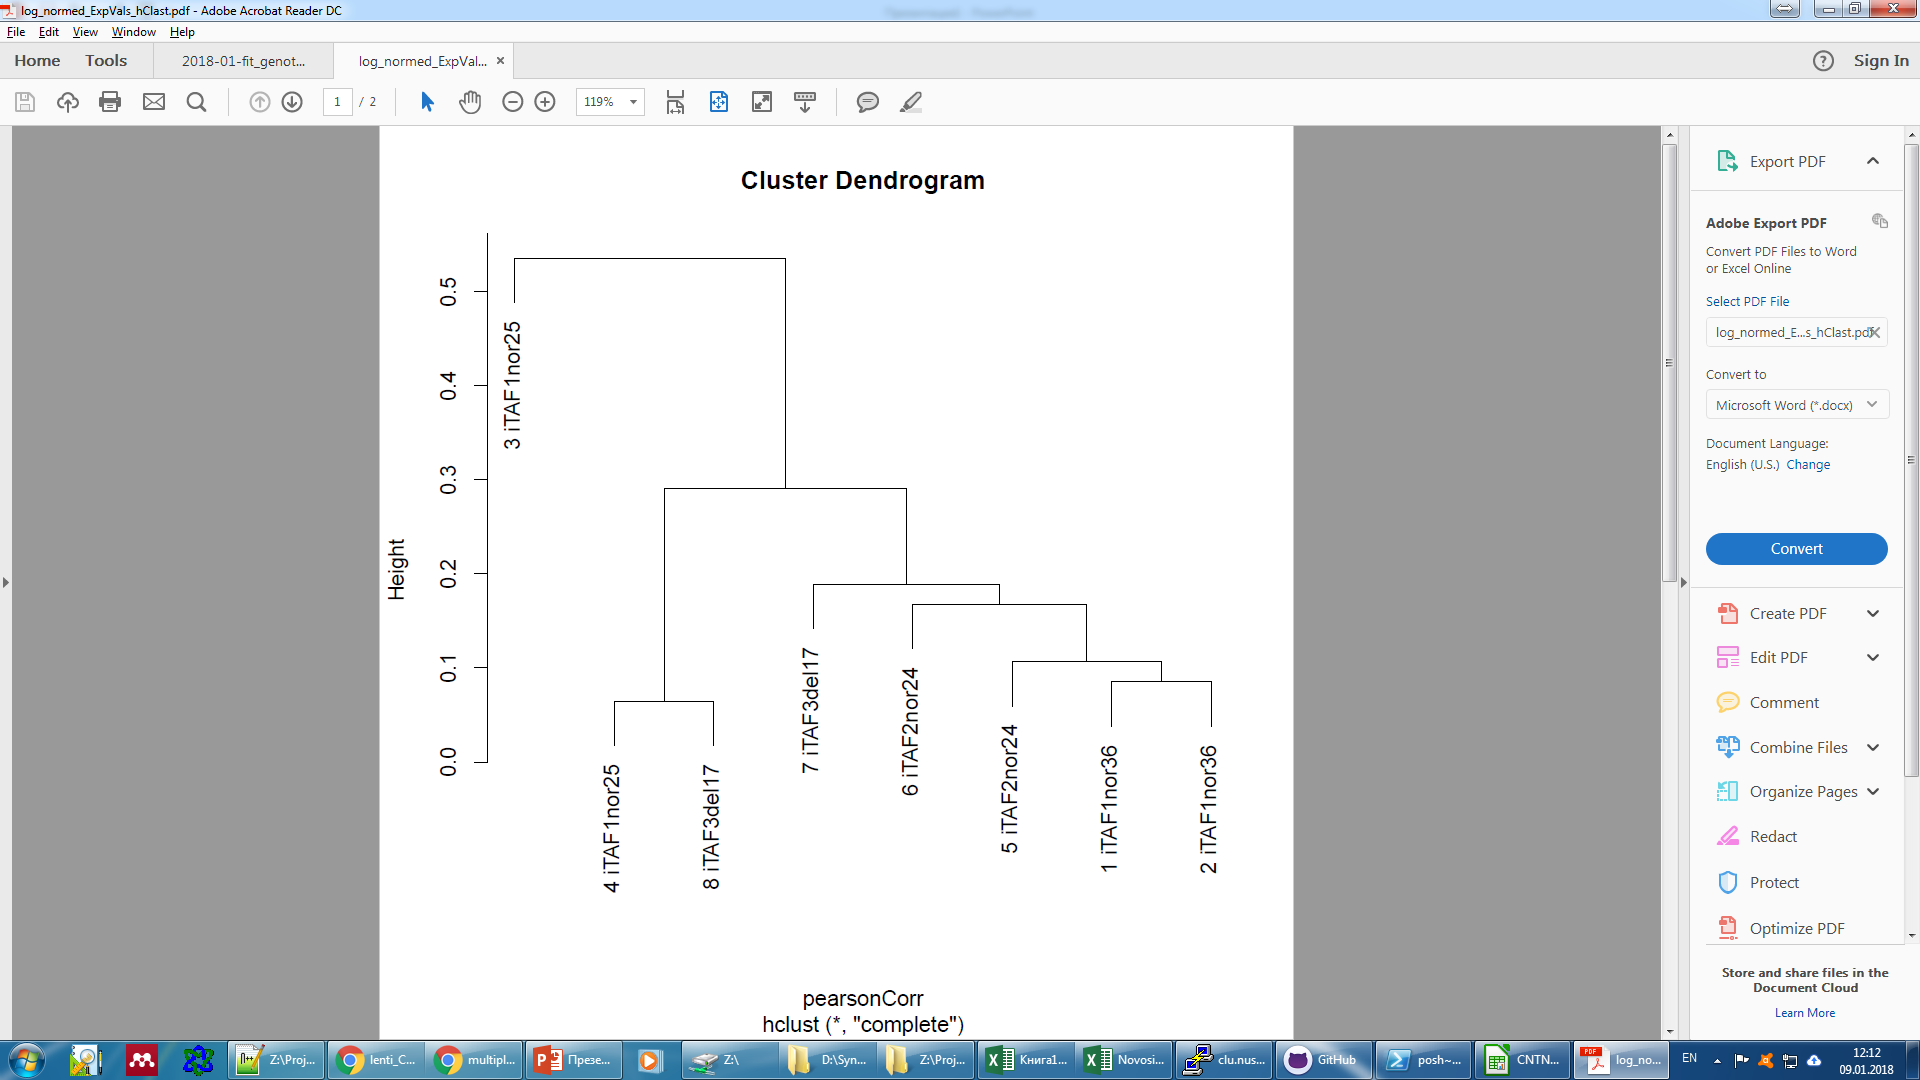 log_normed_ExpVals_hClast.pdf - Adobe Acrobat Reader DC
File Edit View Window Help
Home Tools 2018-01-fit_genot... log_normed_ExpVal... × Sign In
1 / 2 119%
Cluster Dendrogram
Height
0.0 0.1 0.2 0.3 0.4 0.5
3 iTAF1nor25
4 iTAF1nor25
8 iTAF3del17
7 iTAF3del17
6 iTAF2nor24
5 iTAF2nor24
1 iTAF1nor36
2 iTAF1nor36
pearsonCorr
hclust (*, "complete")
Export PDF
Adobe Export PDF
Convert PDF Files to Word
or Excel Online
Select PDF File
log_normed_E...s_hClast.pdf
Convert to
Microsoft Word (*.docx)
Document Language:
English (U.S.) Change
Convert
Create PDF
Edit PDF
Comment
Combine Files
Organize Pages
Redact
Protect
Optimize PDF
Store and share files in the
Document Cloud
Learn More
Z:\Proj... lenti_C... multipl... Презе... Z:\ D:\Syn... Z:\Proj... Книга1... Novosi... clu.nus... GitHub posh~... CNTN... log_no... EN 12:12
09.01.2018